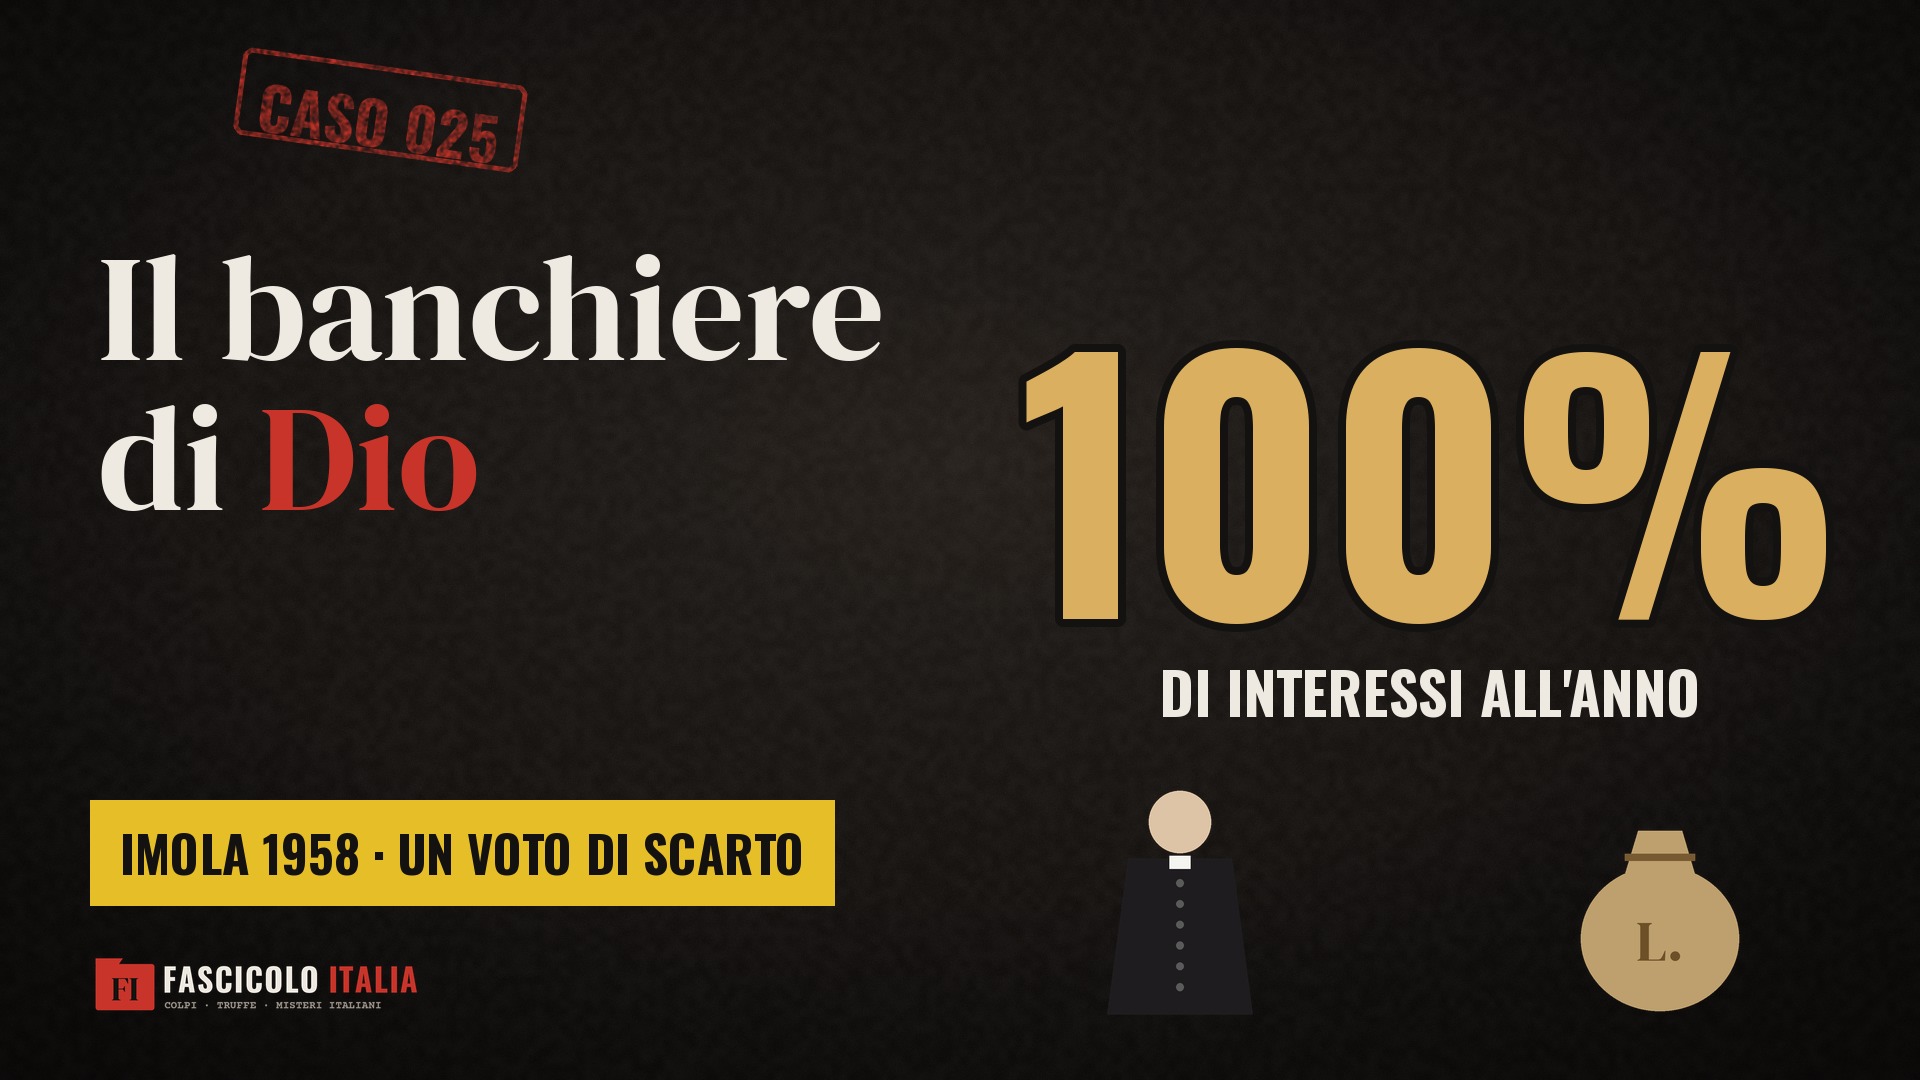 CASO 025
Il banchiere
di Dio
100%
DI INTERESSI ALL'ANNO
IMOLA 1958 · UN VOTO DI SCARTO
FI
FASCICOLO ITALIA
COLPI · TRUFFE · MISTERI ITALIANI
L.